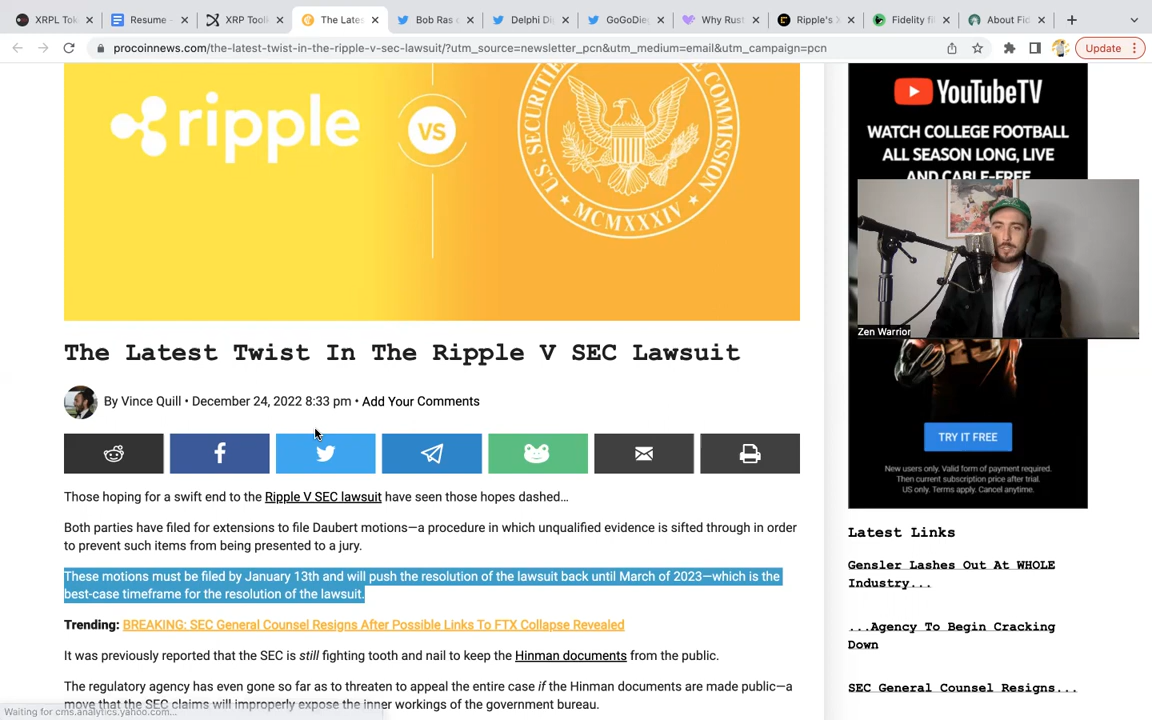 XRPL Tok
Resume -
XRP Toolk
The Lates
Bob Ras o
Delphi Dig
GoGoDieg
Why Rust
Ripple's X
Fidelity fi
About Fid
procoinnews.com/the-latest-twist-in-the-ripple-v-sec-lawsuit/?utm_source=newsletter_pcn&utm_medium=email&utm_campaign=pcn
Update
ripple
VS
SECURITIES
COMMISSION
U.S.
MCMXXXIV
YouTubeTV
WATCH COLLEGE FOOTBALL
ALL SEASON LONG, LIVE
AND CABLE-FREE
Zen Warrior
The Latest Twist In The Ripple V SEC Lawsuit
By Vince Quill • December 24, 2022 8:33 pm • Add Your Comments
TRY IT FREE
New users only. Valid form of payment required.
Then current subscription price after trial.
US only. Terms apply. Cancel anytime.
Those hoping for a swift end to the Ripple V SEC lawsuit have seen those hopes dashed…
Both parties have filed for extensions to file Daubert motions—a procedure in which unqualified evidence is sifted through in order
to prevent such items from being presented to a jury.
These motions must be filed by January 13th and will push the resolution of the lawsuit back until March of 2023—which is the
best-case timeframe for the resolution of the lawsuit.
Trending: BREAKING: SEC General Counsel Resigns After Possible Links To FTX Collapse Revealed
It was previously reported that the SEC is still fighting tooth and nail to keep the Hinman documents from the public.
The regulatory agency has even gone so far as to threaten to appeal the entire case if the Hinman documents are made public—a
move that the SEC claims will improperly expose the inner workings of the government bureau.
Latest Links
Gensler Lashes Out At WHOLE
Industry...
...Agency To Begin Cracking
Down
SEC General Counsel Resigns...
Waiting for cms.analytics.yahoo.com...